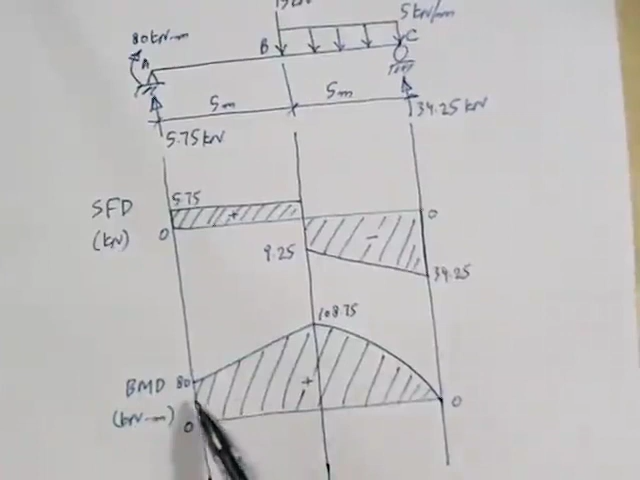 15kN
5kN/m
80kN-m
A
B
C
5m
5m
5.75kN
34.25kN
SFD
(kN)
5.75
0
0
9.25
34.25
BMD
(kN-m)
80
108.75
+
-
+
0
0